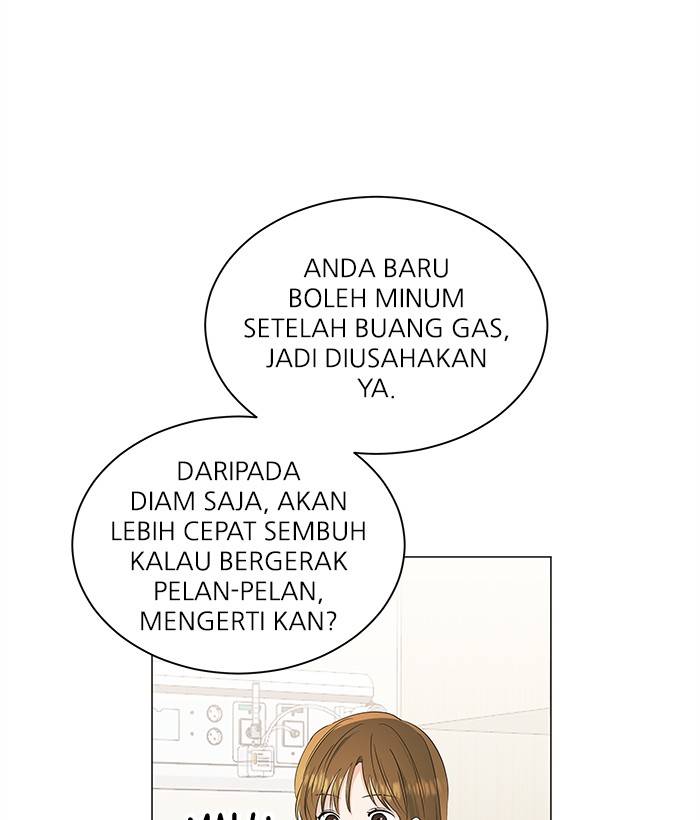 ANDA BARU
BOLEH MINUM
SETELAH BUANG GAS,
JADI DIUSAHAKAN
YA.
DARIPADA
DIAM SAJA, AKAN
LEBIH CEPAT SEMBUH
KALAU BERGERAK
PELAN-PELAN,
MENGERTI KAN?